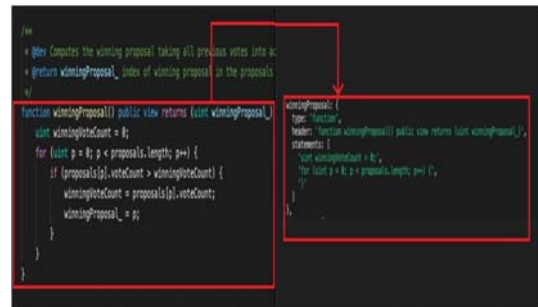 /**
* @dev Computes the winning proposal taking all previous votes into ac
* @return winningProposal_ index of winning proposal in the proposals
*/
function winningProposal() public view returns (uint winningProposal_)
uint winningVoteCount = 0;
for (uint p = 0; p < proposals.length; p++) {
if (proposals[p].voteCount > winningVoteCount) {
winningVoteCount = proposals[p].voteCount;
winningProposal_ = p;
}
}
}
winningProposal: {
type: 'function',
header: 'function winningProposal() public view returns (uint winningProposal_)',
statements: [
'uint winningVoteCount = 0;',
'for (uint p = 0; p < proposals.length; p++) {',
'}'
]
},